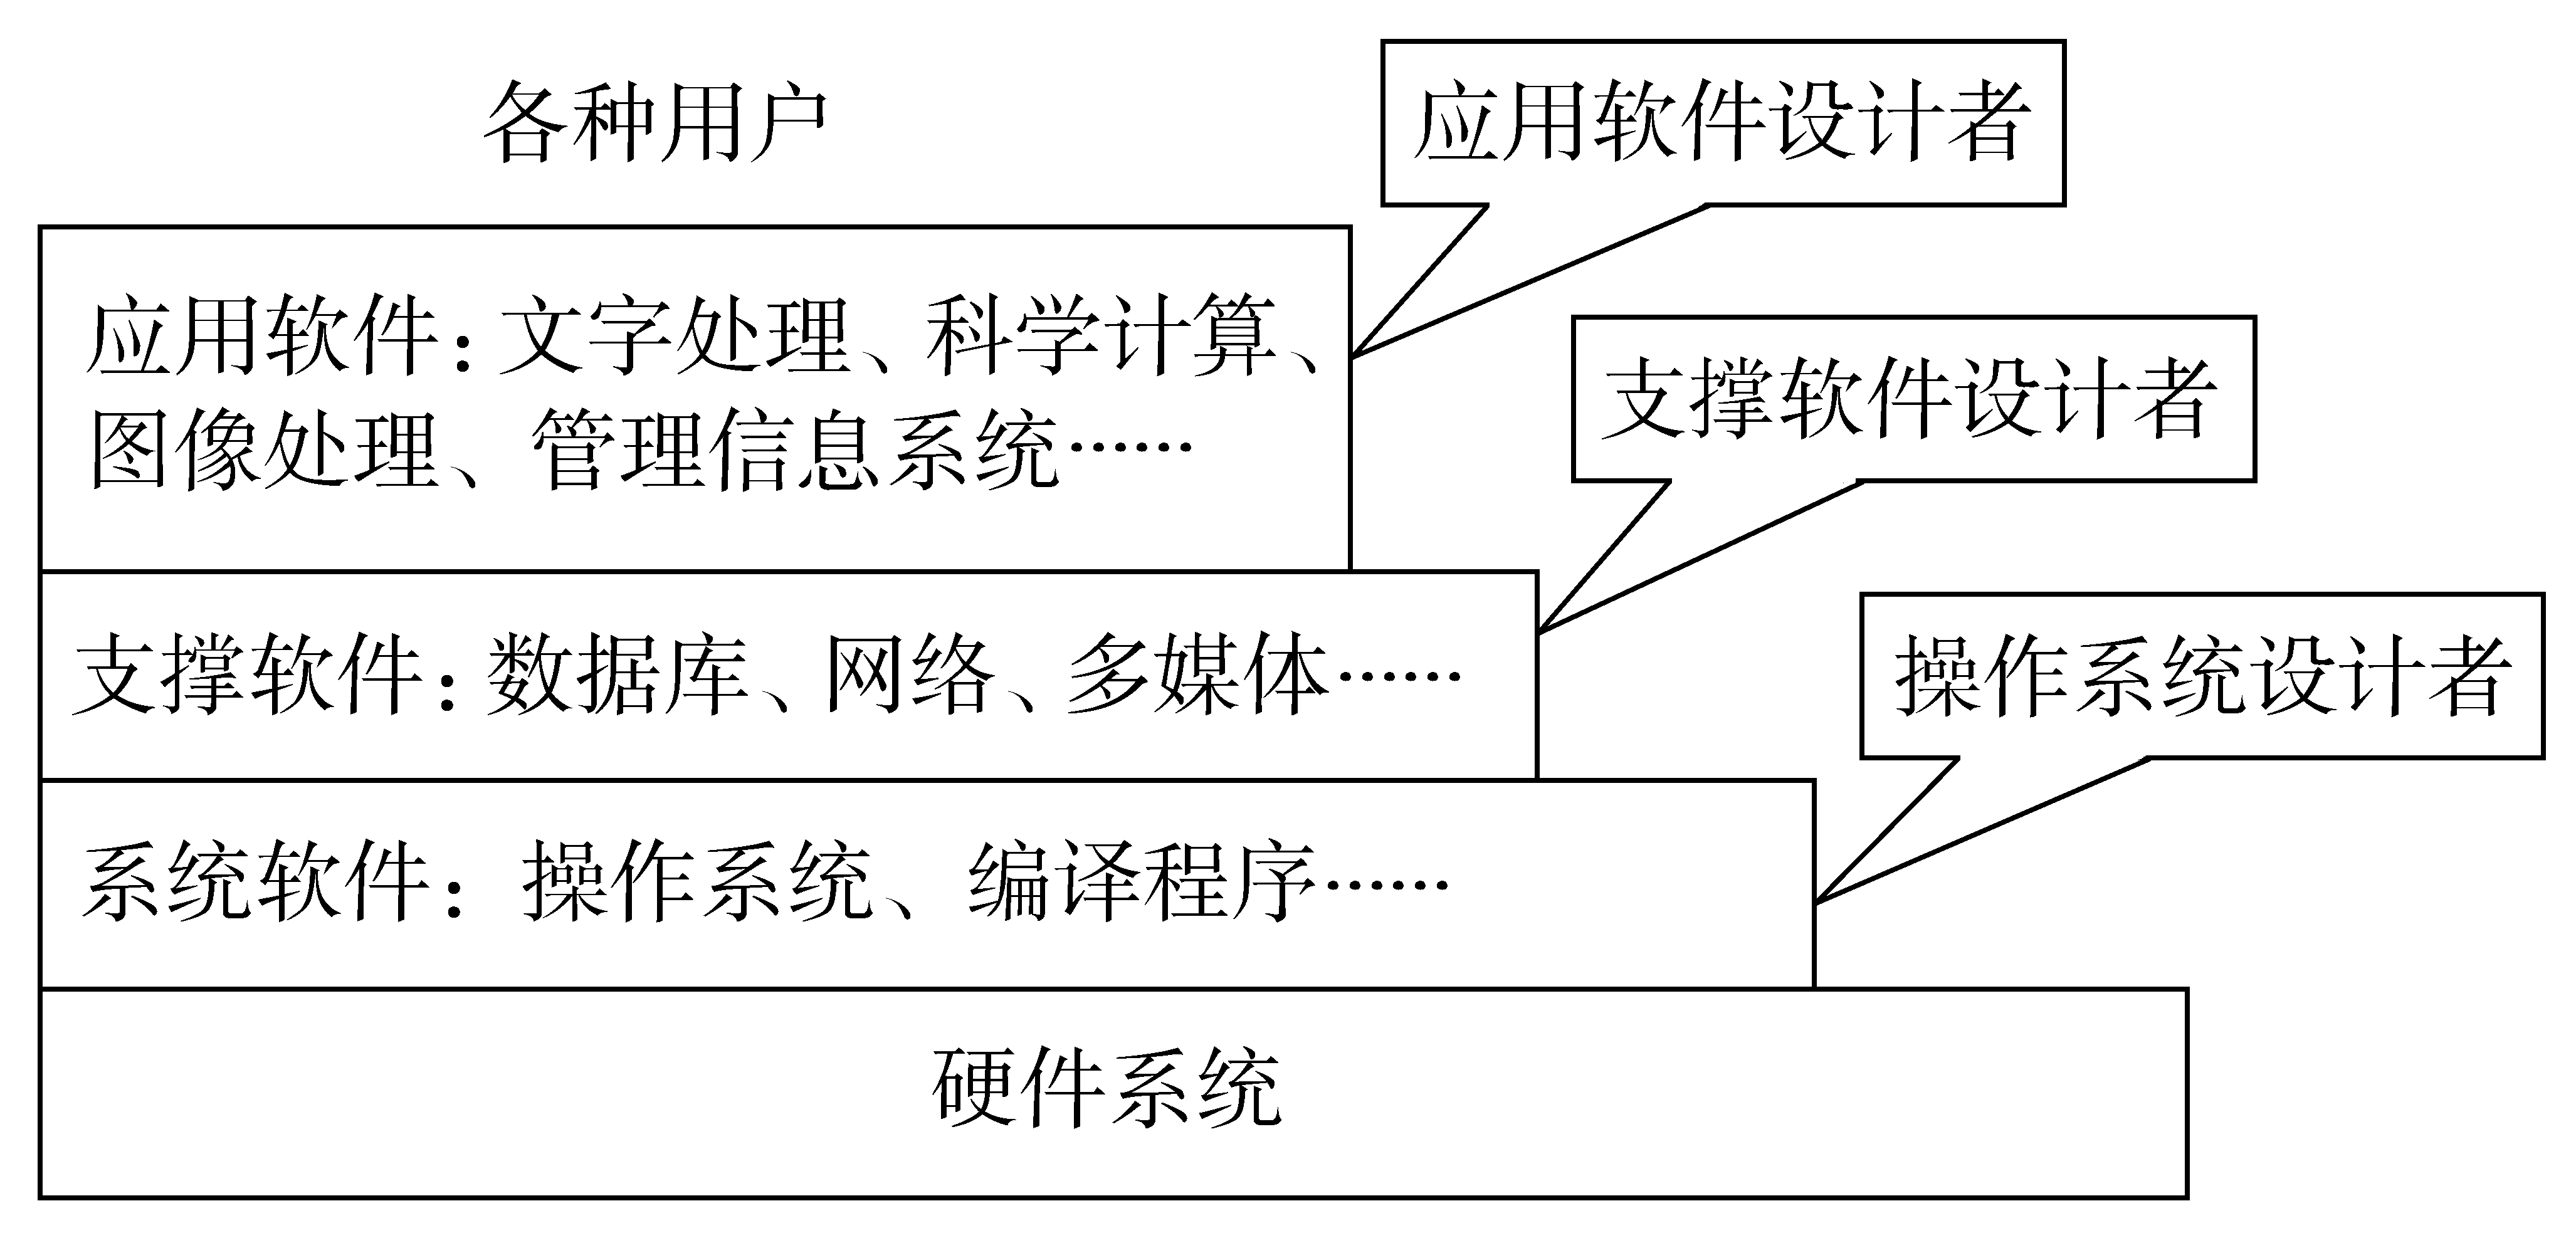 各种用户
应用软件设计者
应用软件：文字处理、科学计算、
图像处理、管理信息系统……
支撑软件设计者
支撑软件：数据库、网络、多媒体……
操作系统设计者
系统软件：操作系统、编译程序……
硬件系统